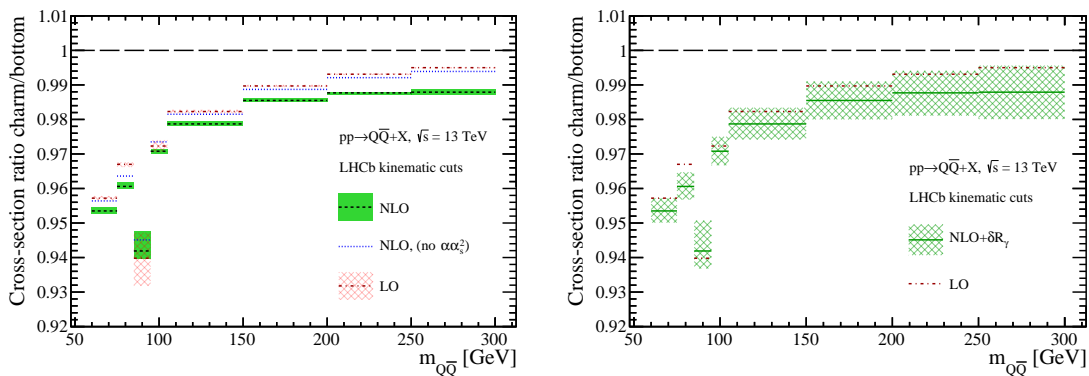 Cross-section ratio charm/bottom
1.01
1
0.99
0.98
0.97
0.96
0.95
0.94
0.93
0.92
pp→QQ̅+X, √s = 13 TeV
LHCb kinematic cuts
NLO
NLO, (no αα_s^2)
LO
50 100 150 200 250 300
m_QQ̅ [GeV]
Cross-section ratio charm/bottom
1.01
1
0.99
0.98
0.97
0.96
0.95
0.94
0.93
0.92
pp→QQ̅+X, √s = 13 TeV
LHCb kinematic cuts
NLO+δR_γ
LO
50 100 150 200 250 300
m_QQ̅ [GeV]